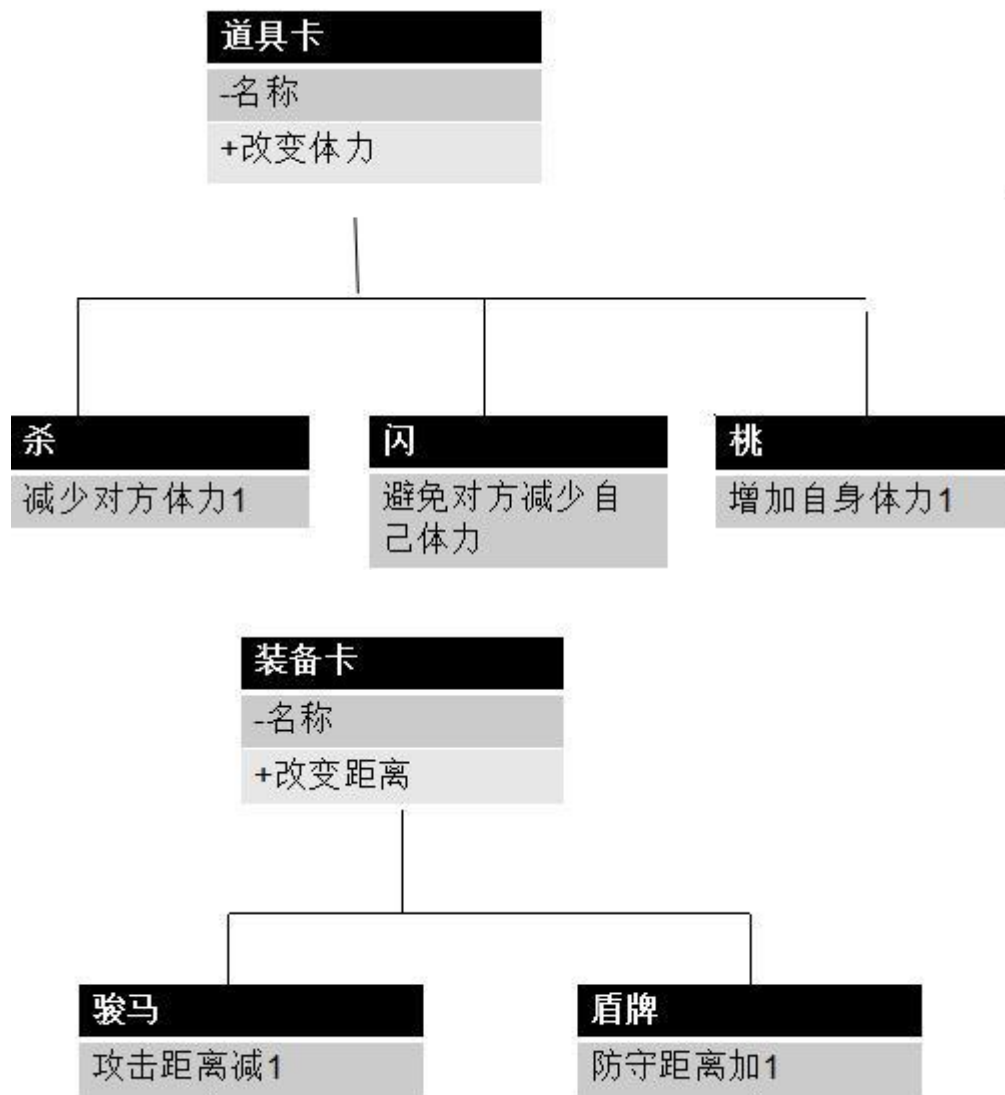 道具卡
-名称
+改变体力
杀
减少对方体力1
闪
避免对方减少自
己体力
桃
增加自身体力1
装备卡
-名称
+改变距离
骏马
攻击距离减1
盾牌
防守距离加1